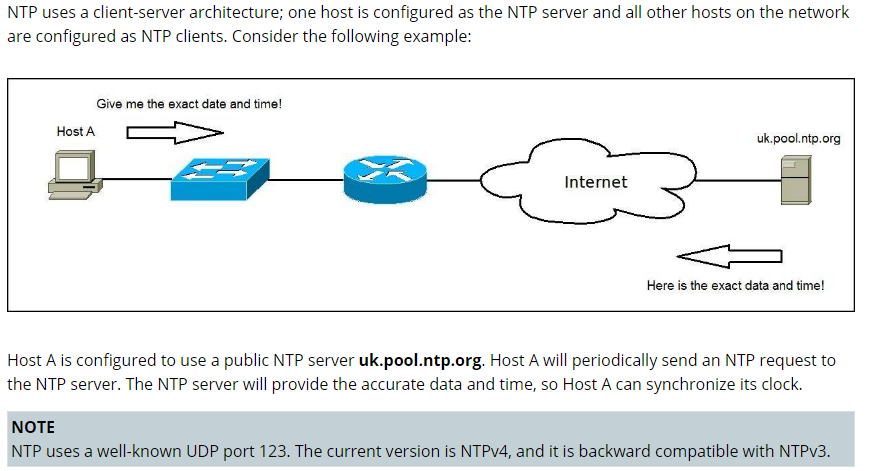 NTP uses a client-server architecture; one host is configured as the NTP server and all other hosts on the network
are configured as NTP clients. Consider the following example:
Give me the exact date and time!
Host A
uk.pool.ntp.org
Internet
Here is the exact data and time!
Host A is configured to use a public NTP server uk.pool.ntp.org. Host A will periodically send an NTP request to
the NTP server. The NTP server will provide the accurate data and time, so Host A can synchronize its clock.
NOTE
NTP uses a well-known UDP port 123. The current version is NTPv4, and it is backward compatible with NTPv3.